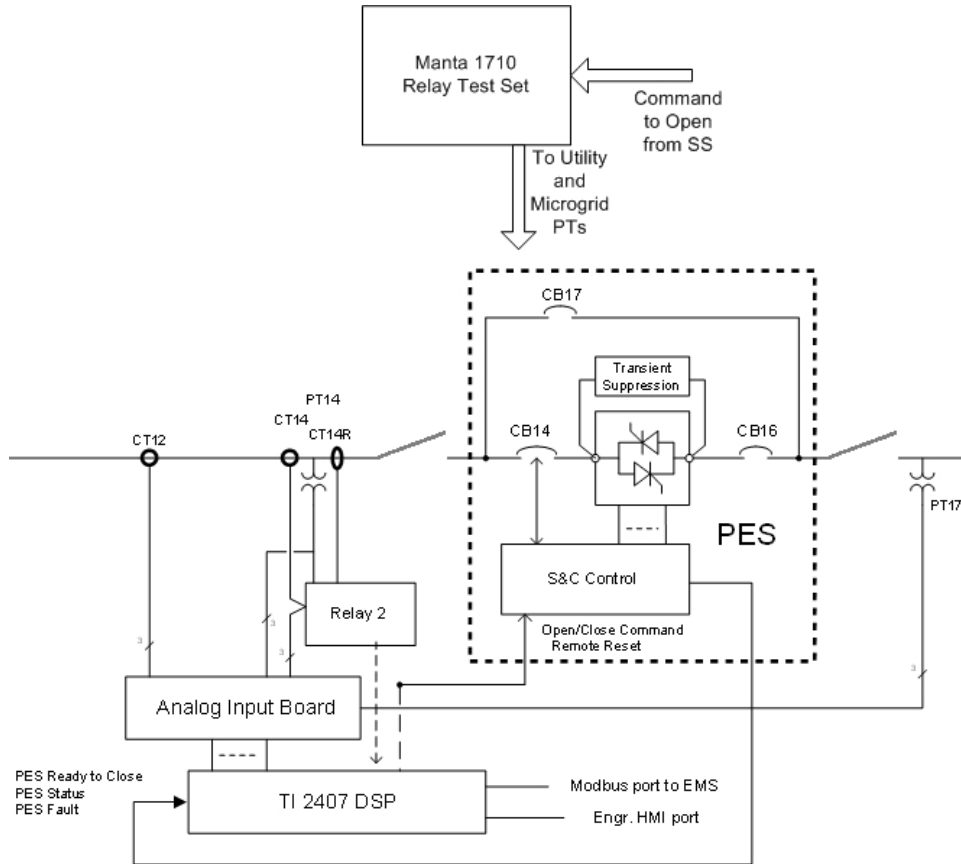 Manta 1710
Relay Test Set
Command
to Open
from SS
To Utility
and
Microgrid
PTs
CB17
Transient
Suppression
PT14
CT14
CT14R
CT12
CB14
CB16
PT17
PES
S&C Control
Relay 2
Open/Close Command
Remote Reset
3
3
3
3
Analog Input Board
PES Ready to Close
PES Status
PES Fault
TI 2407 DSP
Modbus port to EMS
Engr. HMI port